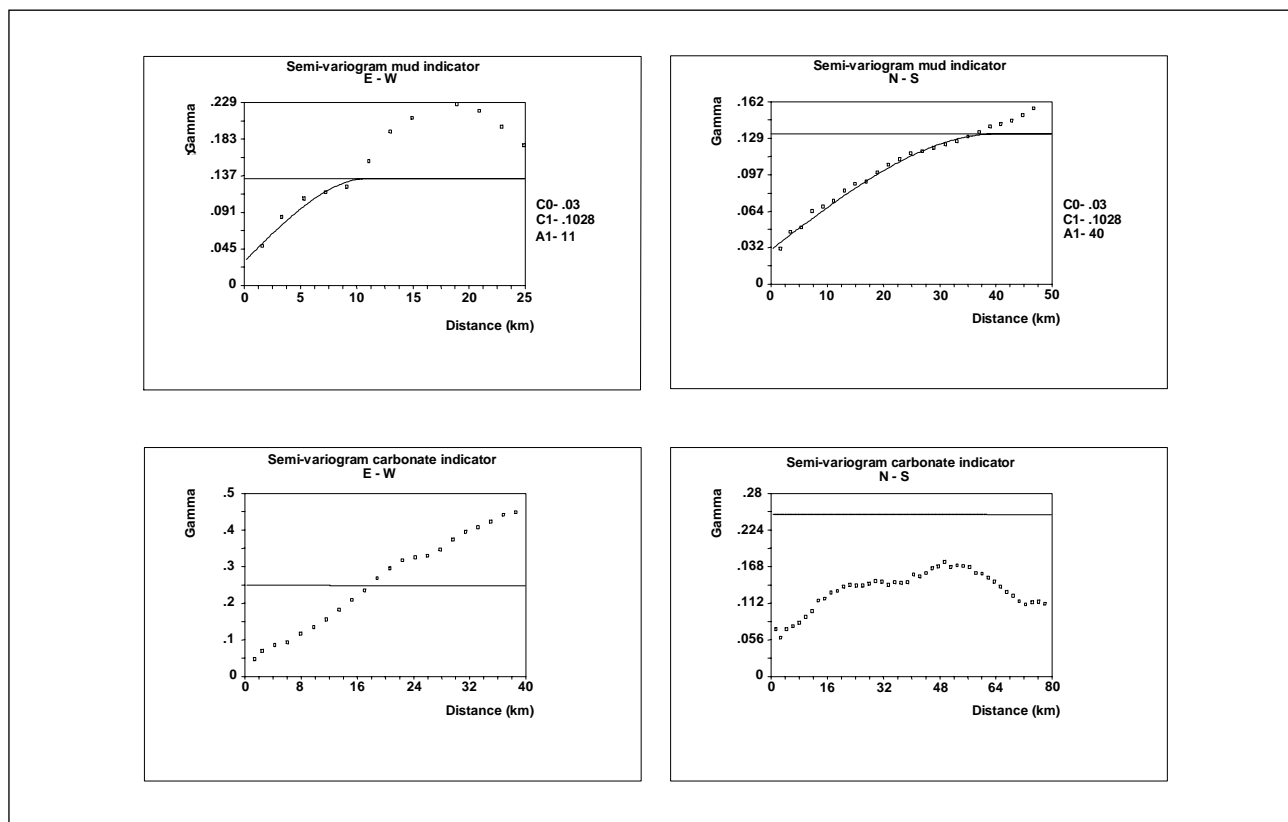 Semi-variogram mud indicator
E - W
Gamma
.229
.183
.137
.091
.045
0
0 5 10 15 20 25
Distance (km)
C0- .03
C1- .1028
A1- 11
Semi-variogram mud indicator
N - S
Gamma
.162
.129
.097
.064
.032
0
0 10 20 30 40 50
Distance (km)
C0- .03
C1- .1028
A1- 40
Semi-variogram carbonate indicator
E - W
Gamma
.5
.4
.3
.2
.1
0
0 8 16 24 32 40
Distance (km)
Semi-variogram carbonate indicator
N - S
Gamma
.28
.224
.168
.112
.056
0
0 16 32 48 64 80
Distance (km)